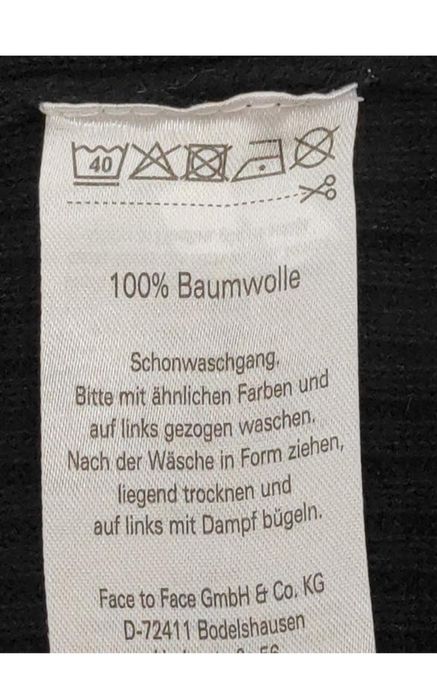 40
100% Baumwolle
Schonwaschgang.
Bitte mit ähnlichen Farben und
auf links gezogen waschen.
Nach der Wäsche in Form ziehen,
liegend trocknen und
auf links mit Dampf bügeln.
Face to Face GmbH & Co. KG
D-72411 Bodelshausen